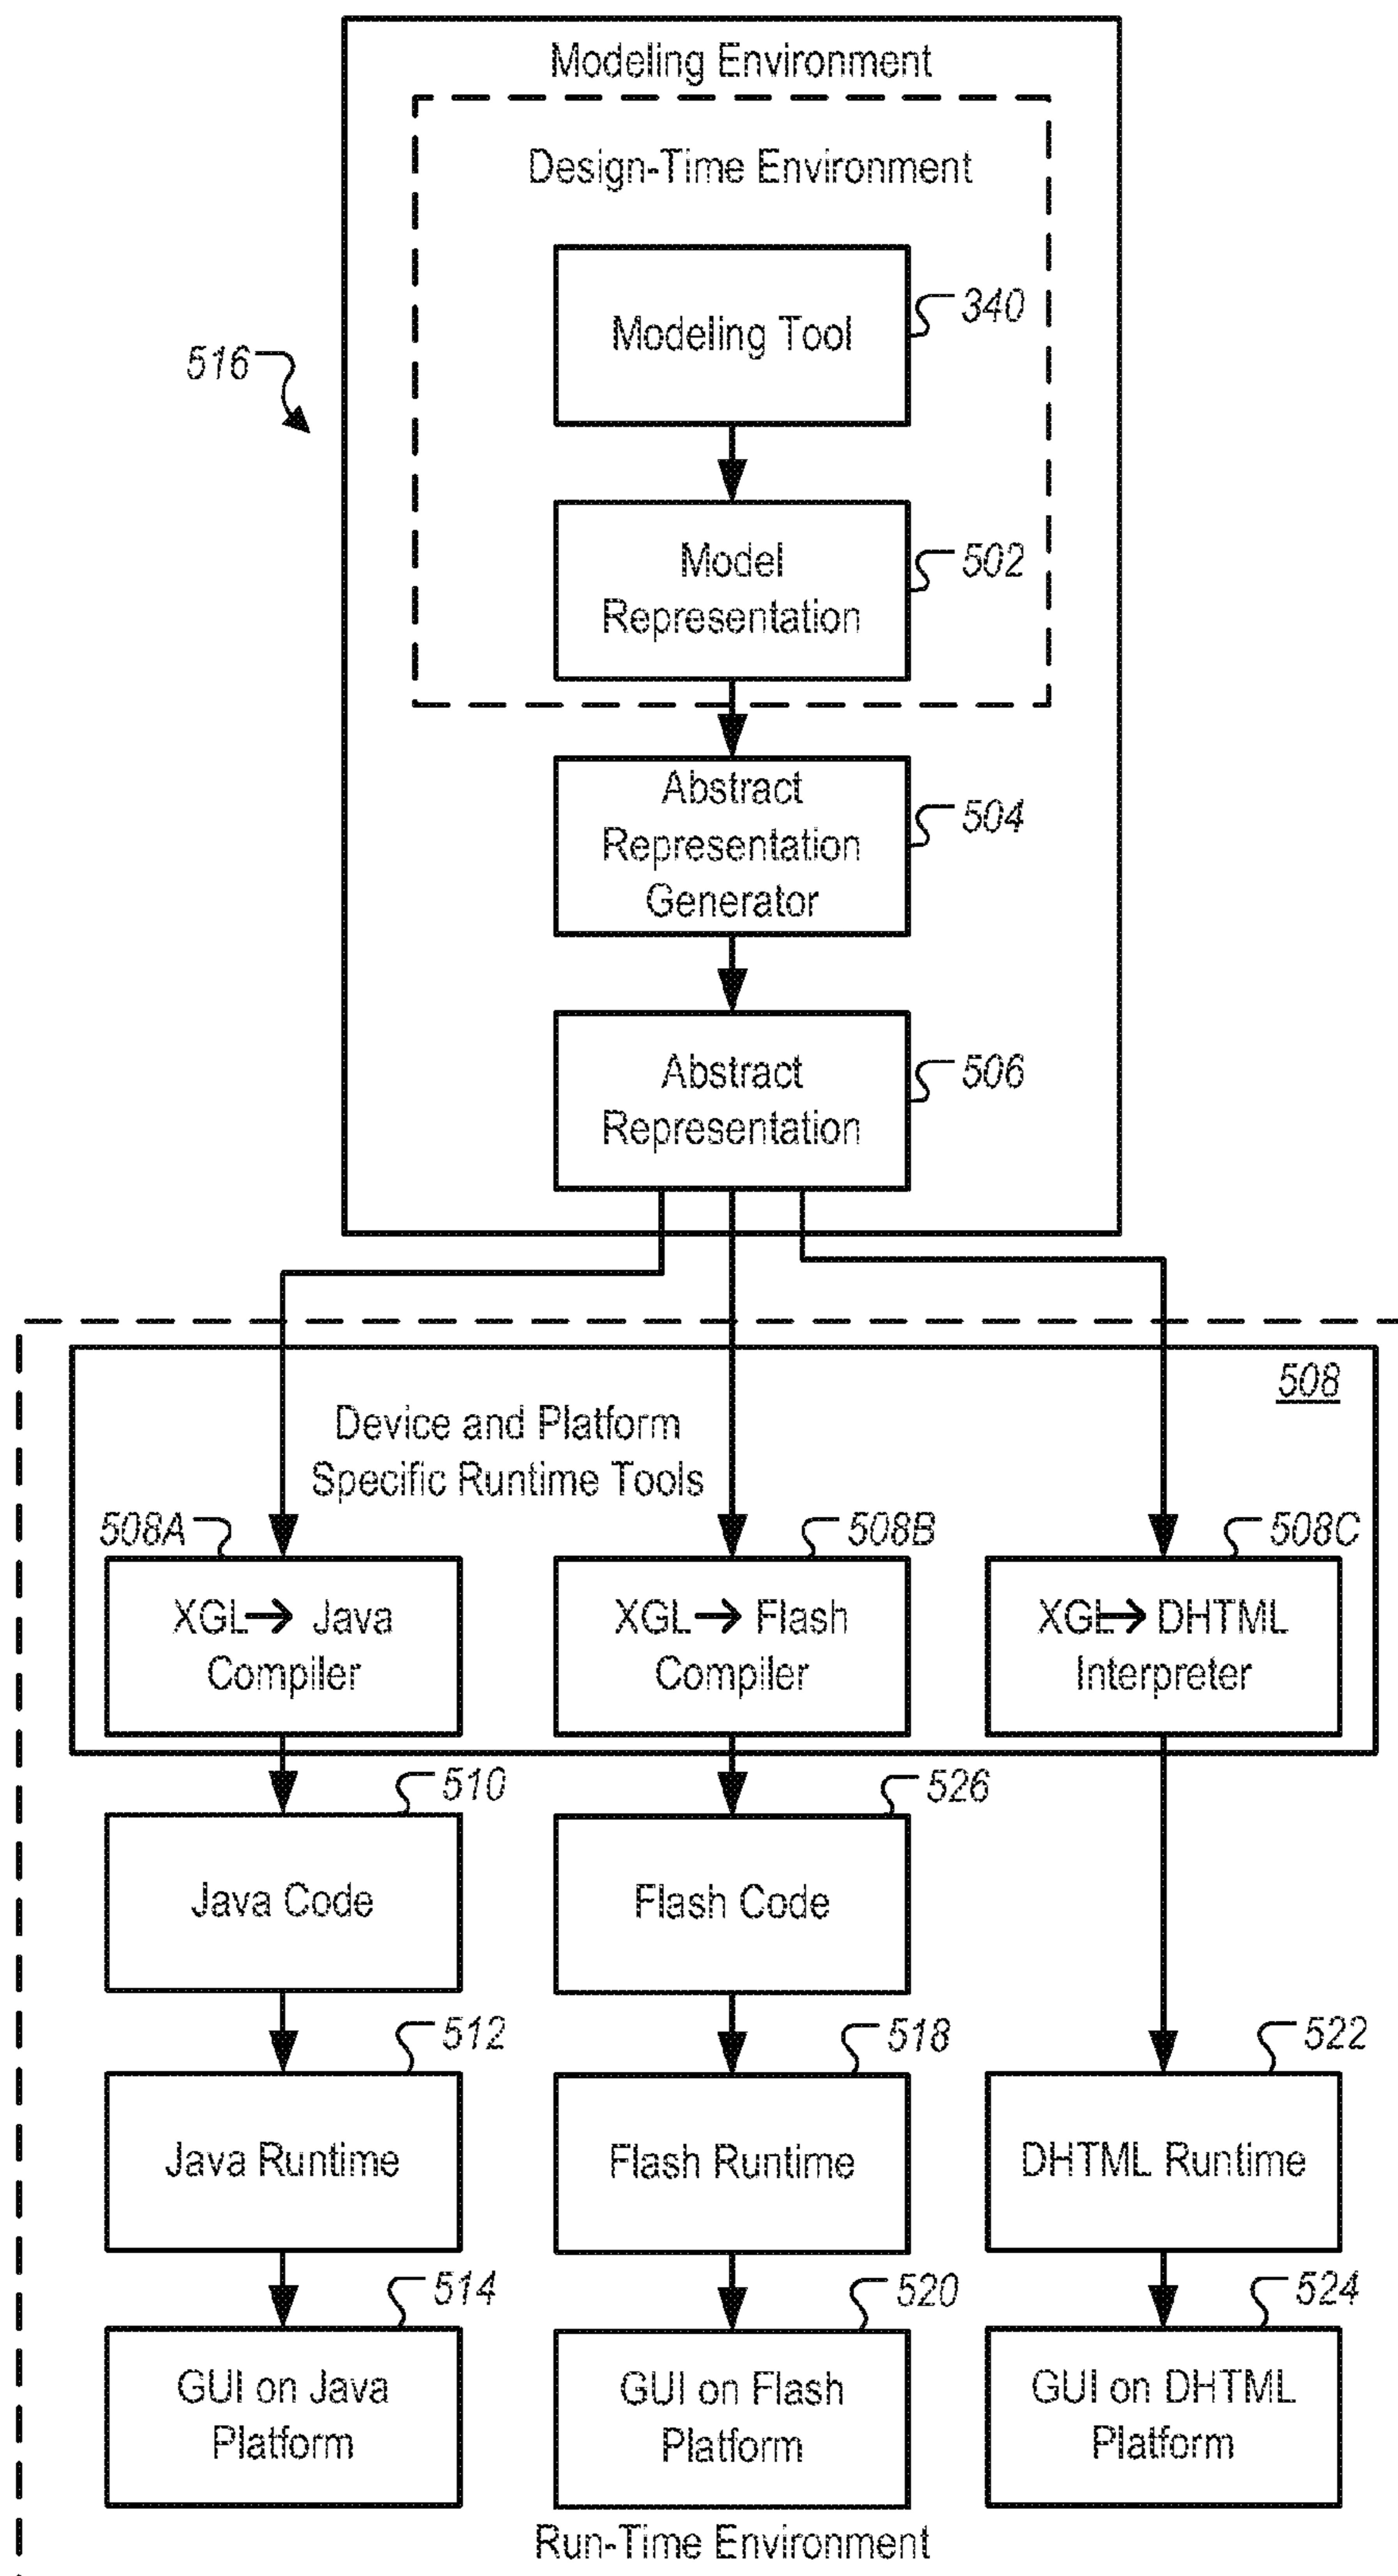 Modeling Environment
Design-Time Environment
Modeling Tool
340
516
Model
Representation
502
Abstract
Representation
Generator
504
Abstract
Representation
506
508
Device and Platform
Specific Runtime Tools
508A
508B
508C
XGL→ Java
Compiler
XGL→ Flash
Compiler
XGL→ DHTML
Interpreter
510
526
Java Code
Flash Code
512
518
522
Java Runtime
Flash Runtime
DHTML Runtime
514
520
524
GUI on Java
Platform
GUI on Flash
Platform
GUI on DHTML
Platform
Run-Time Environment